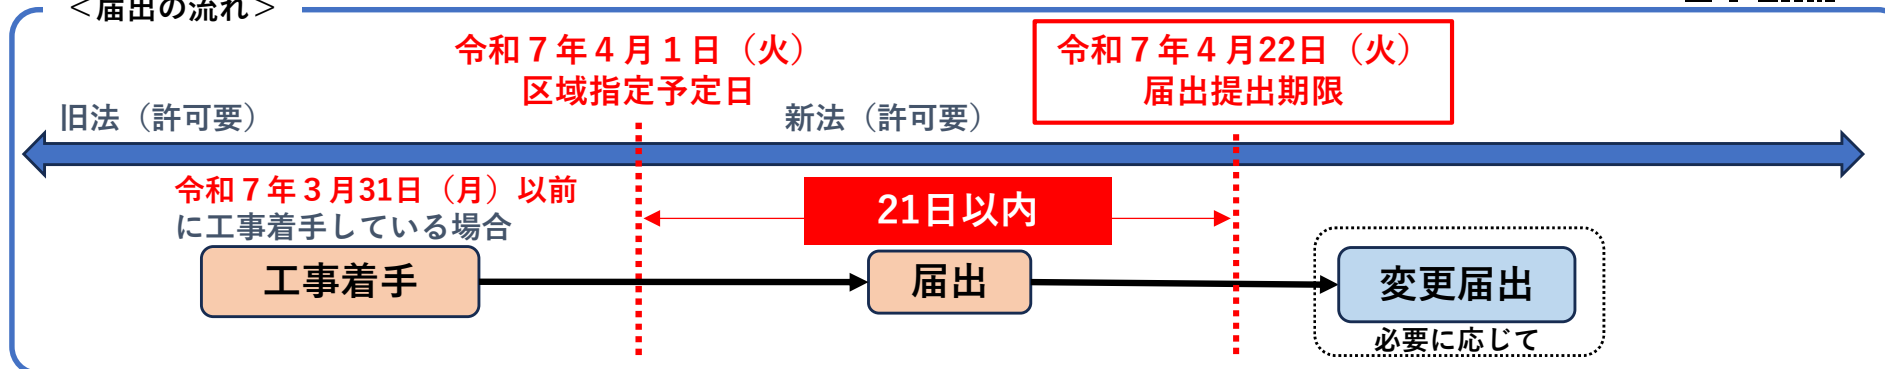 ＜届出の流れ＞
令和７年４月１日（火）
区域指定予定日
令和７年４月22日（火）
届出提出期限
旧法（許可要）
新法（許可要）
令和７年３月31日（月）以前
に工事着手している場合
21日以内
工事着手
届出
変更届出
必要に応じて